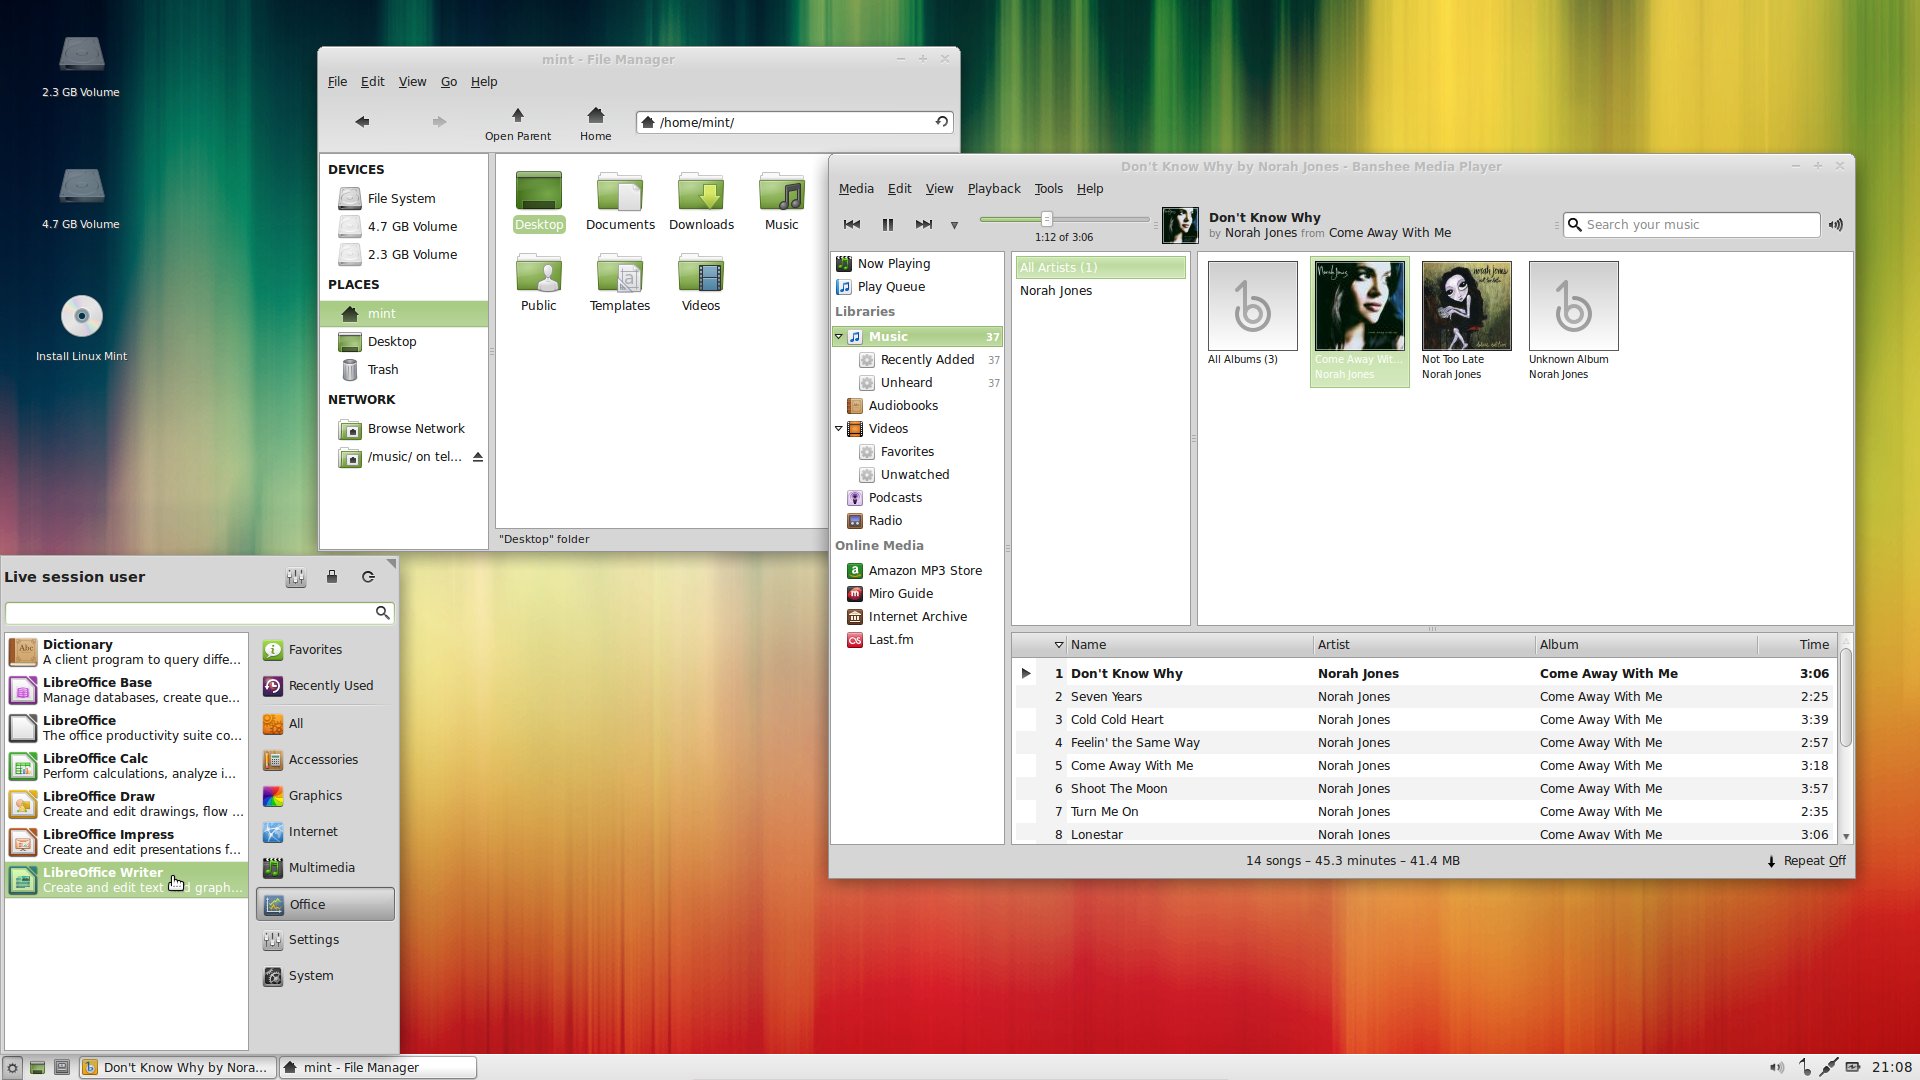 2.3 GB Volume
4.7 GB Volume
Install Linux Mint
mint - File Manager
File Edit View Go Help
Open Parent
Home
/home/mint/
DEVICES
File System
4.7 GB Volume
2.3 GB Volume
PLACES
mint
Desktop
Trash
NETWORK
Browse Network
/music/ on tel...
Desktop Documents Downloads Music
Public Templates Videos
"Desktop" folder
Don't Know Why by Norah Jones - Banshee Media Player
Media Edit View Playback Tools Help
1:12 of 3:06
Don't Know Why
by Norah Jones from Come Away With Me
Search your music
Now Playing
Play Queue
Libraries
Music 37
Recently Added 37
Unheard 37
Audiobooks
Videos
Favorites
Unwatched
Podcasts
Radio
Online Media
Amazon MP3 Store
Miro Guide
Internet Archive
Last.fm
All Artists (1)
Norah Jones
All Albums (3)
Come Away Wit...
Norah Jones
Not Too Late
Norah Jones
Unknown Album
Norah Jones
Name Artist Album Time
1 Don't Know Why Norah Jones Come Away With Me 3:06
2 Seven Years Norah Jones Come Away With Me 2:25
3 Cold Cold Heart Norah Jones Come Away With Me 3:39
4 Feelin' the Same Way Norah Jones Come Away With Me 2:57
5 Come Away With Me Norah Jones Come Away With Me 3:18
6 Shoot The Moon Norah Jones Come Away With Me 3:57
7 Turn Me On Norah Jones Come Away With Me 2:35
8 Lonestar Norah Jones Come Away With Me 3:06
14 songs – 45.3 minutes – 41.4 MB
Repeat Off
Live session user
Dictionary
A client program to query diffe...
LibreOffice Base
Manage databases, create que...
LibreOffice
The office productivity suite co...
LibreOffice Calc
Perform calculations, analyze i...
LibreOffice Draw
Create and edit drawings, flow ...
LibreOffice Impress
Create and edit presentations f...
LibreOffice Writer
Create and edit text and graph...
Favorites
Recently Used
All
Accessories
Graphics
Internet
Multimedia
Office
Settings
System
Don't Know Why by Nora...
mint - File Manager
21:08